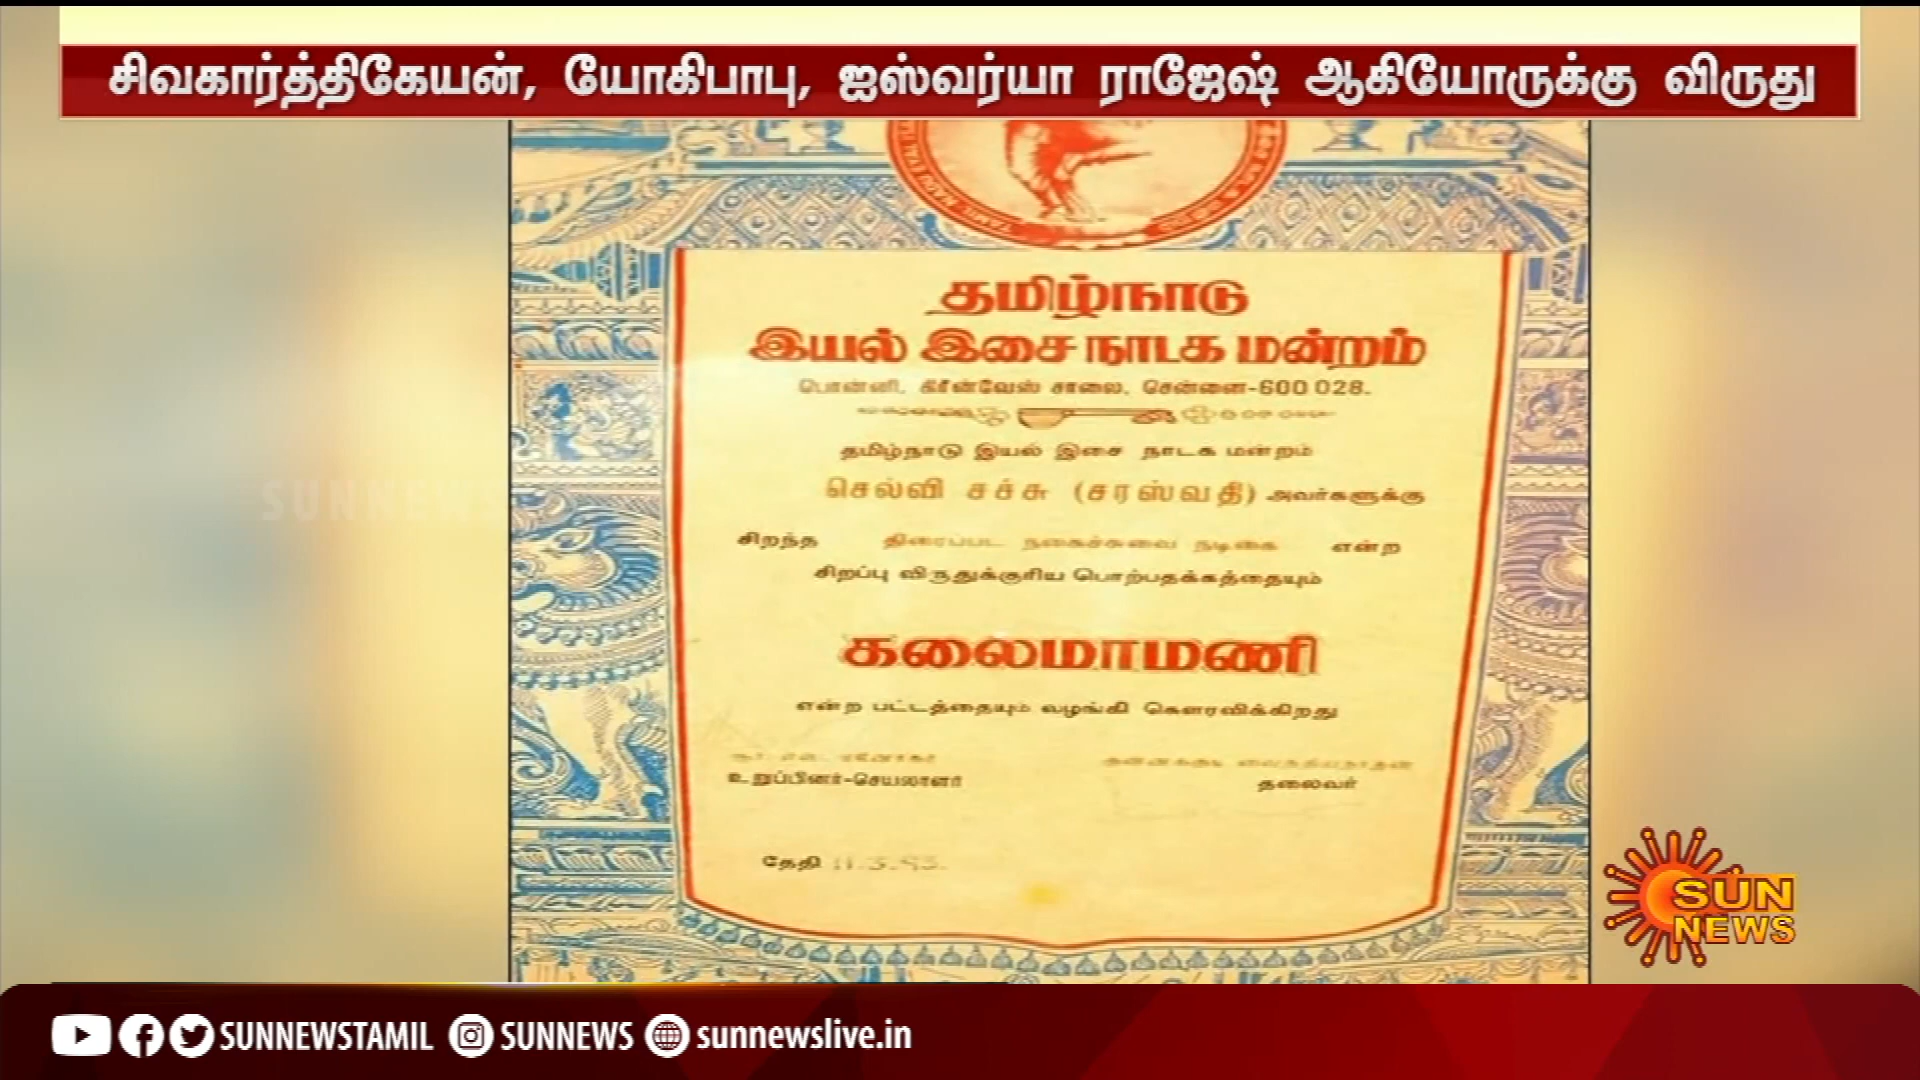 சிவகார்த்திகேயன், யோகிபாபு, ஐஸ்வர்யா ராஜேஷ் ஆகியோருக்கு விருது
தமிழ்நாடு
இயல் இசை நாடக மன்றம்
பொன்னி, கிரீன்வேஸ் சாலை, சென்னை-600 028.
தமிழ்நாடு இயல் இசை நாடக மன்றம்
செல்வி சச்சு (சரஸ்வதி) அவர்களுக்கு
சிறந்த திரைப்பட நகைச்சுவை நடிகை என்ற
சிறப்பு விருதுக்குரிய பொற்பதக்கத்தையும்
கலைமாமணி
என்ற பட்டத்தையும் வழங்கி கௌரவிக்கிறது
உறுப்பினர்-செயலாளர்
தலைவர்
தேதி
SUNNEWS
SUN
NEWS
SUNNEWSTAMIL SUNNEWS sunnewslive.in